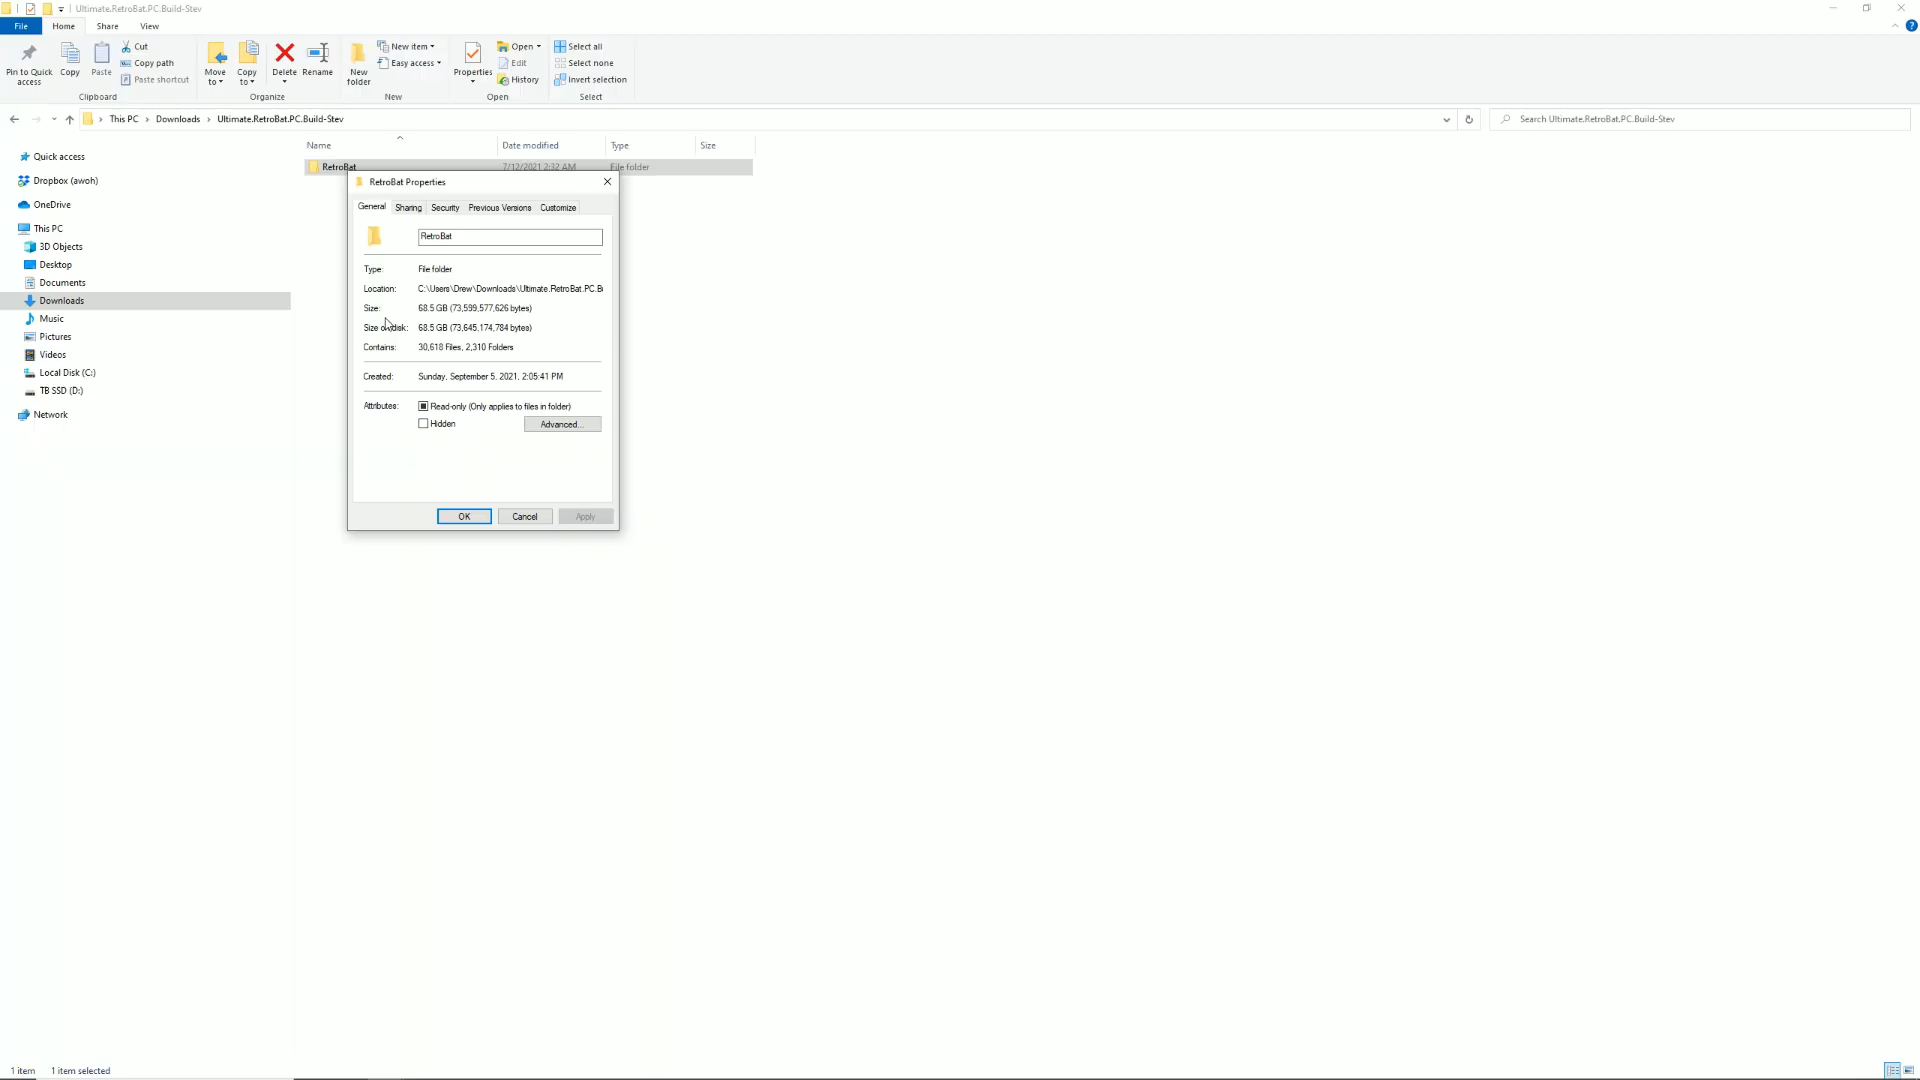 Ultimate.RetroBat.PC.Build-Stev
File Home Share View
Pin to Quick access
Copy
Paste
Cut
Copy path
Paste shortcut
Clipboard
Move to
Copy to
Delete
Rename
Organize
New folder
New item
Easy access
New
Properties
Open
Edit
History
Open
Select all
Select none
Invert selection
Select
This PC › Downloads › Ultimate.RetroBat.PC.Build-Stev
Search Ultimate.RetroBat.PC.Build-Stev
Quick access
Dropbox (awoh)
OneDrive
This PC
3D Objects
Desktop
Documents
Downloads
Music
Pictures
Videos
Local Disk (C:)
TB SSD (D:)
Network
Name Date modified Type Size
RetroBat 7/12/2021 2:32 AM File folder
RetroBat Properties
General Sharing Security Previous Versions Customize
RetroBat
Type: File folder
Location: C:\Users\Drew\Downloads\Ultimate.RetroBat.PC.B
Size: 68.5 GB (73,599,577,626 bytes)
Size on disk: 68.5 GB (73,645,174,784 bytes)
Contains: 30,618 Files, 2,310 Folders
Created: Sunday, September 5, 2021, 2:05:41 PM
Attributes: Read-only (Only applies to files in folder)
Hidden Advanced...
OK Cancel Apply
1 item 1 item selected